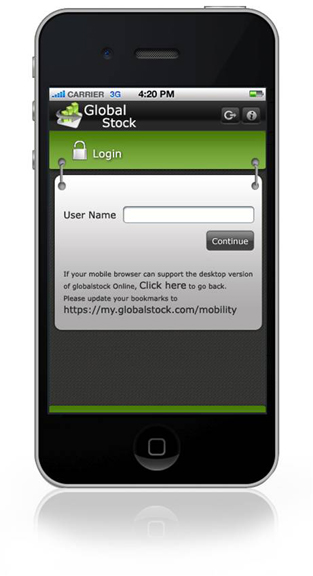 CARRIER 3G 4:20 PM
Global
Stock
Login
User Name
Continue
If your mobile browser can support the desktop version
of globalstock Online, Click here to go back.
Please update your bookmarks to
https://my.globalstock.com/mobility